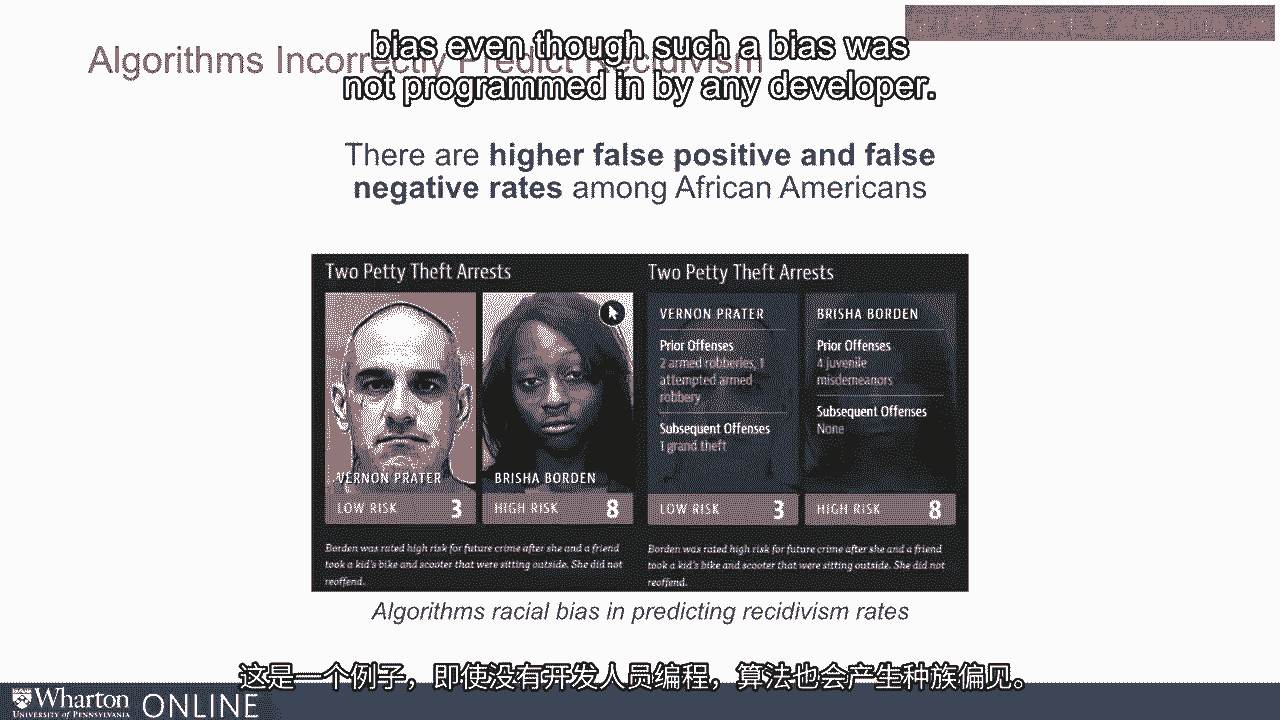 bias even though such a bias was
not programmed in by any developer.
Algorithms Incorrectly Predict Recidivism
There are higher false positive and false
negative rates among African Americans
Two Petty Theft Arrests
VERNON PRATER
LOW RISK 3
BRISHA BORDEN
HIGH RISK 8
Borden was rated high risk for future crime after she and a friend
took a kid's bike and scooter that were sitting outside. She did not
reoffend.
Two Petty Theft Arrests
VERNON PRATER
Prior Offenses
2 armed robberies, 1
attempted armed
robbery
Subsequent Offenses
1 grand theft
LOW RISK 3
BRISHA BORDEN
Prior Offenses
4 juvenile
misdemeanors
Subsequent Offenses
None
HIGH RISK 8
Borden was rated high risk for future crime after she and a friend
took a kid's bike and scooter that were sitting outside. She did not
reoffend.
Algorithms racial bias in predicting recidivism rates
这是一个例子，即使没有开发人员编程，算法也会产生种族偏见。
Wharton
UNIVERSITY of PENNSYLVANIA
ONLINE